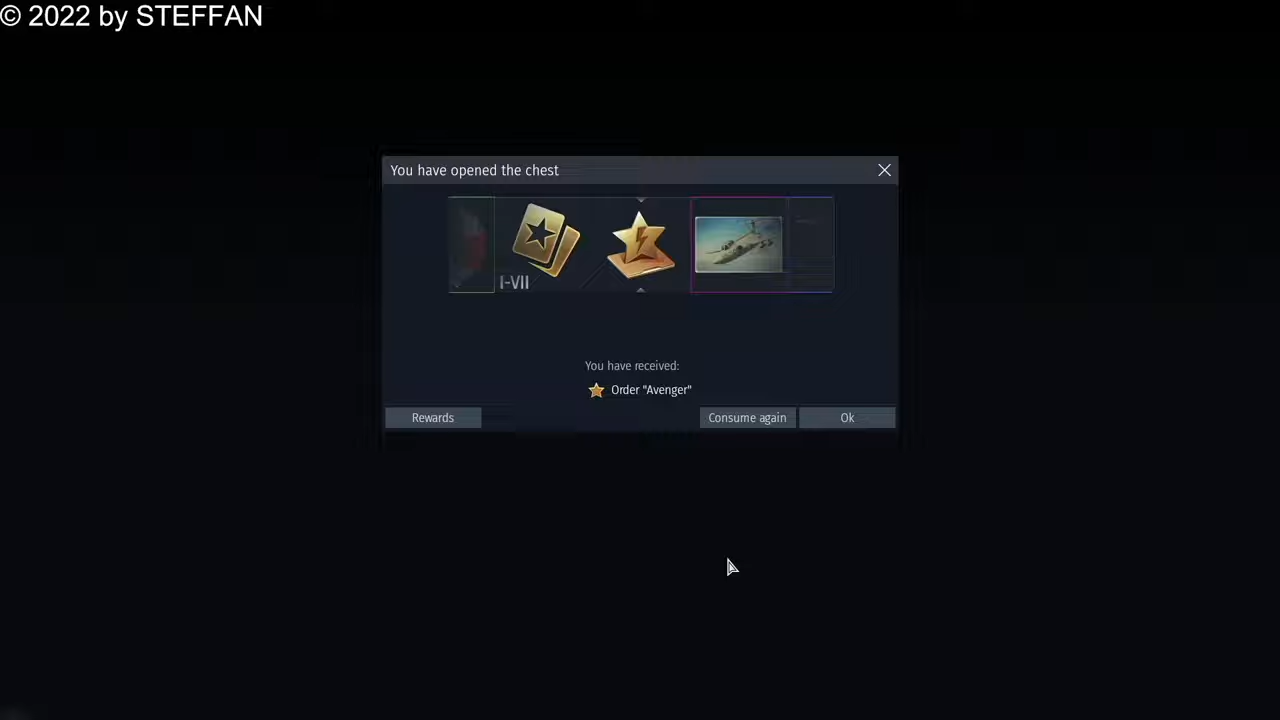 © 2022 by STEFFAN
You have opened the chest
I-VII
You have received:
Order "Avenger"
Rewards
Consume again
Ok